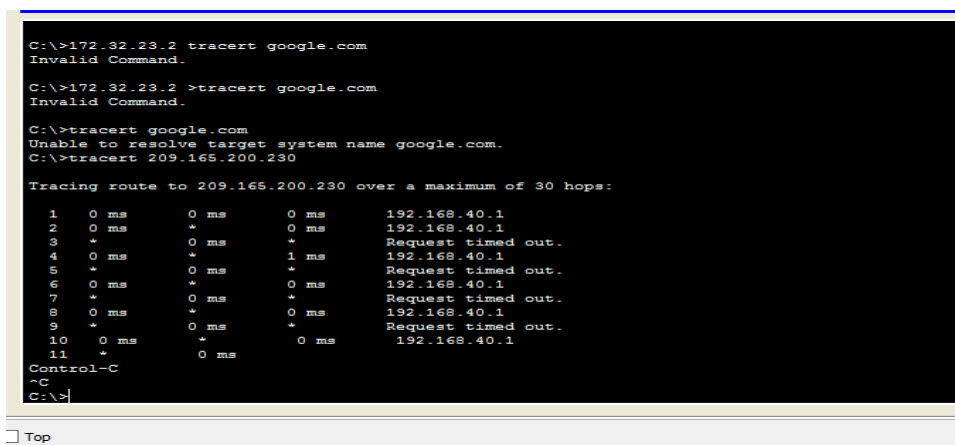 C:\>172.32.23.2 tracert google.com
Invalid Command.
C:\>172.32.23.2 >tracert google.com
Invalid Command.
C:\>tracert google.com
Unable to resolve target system name google.com.
C:\>tracert 209.165.200.230
Tracing route to 209.165.200.230 over a maximum of 30 hops:
1 0 ms 0 ms 0 ms 192.168.40.1
2 0 ms * 0 ms 192.168.40.1
3 * 0 ms * Request timed out.
4 0 ms * 1 ms 192.168.40.1
5 * 0 ms * Request timed out.
6 0 ms * 0 ms 192.168.40.1
7 * 0 ms * Request timed out.
8 0 ms * 0 ms 192.168.40.1
9 * 0 ms * Request timed out.
10 0 ms * 0 ms 192.168.40.1
11 * 0 ms
Control-C
^C
C:\>
Top